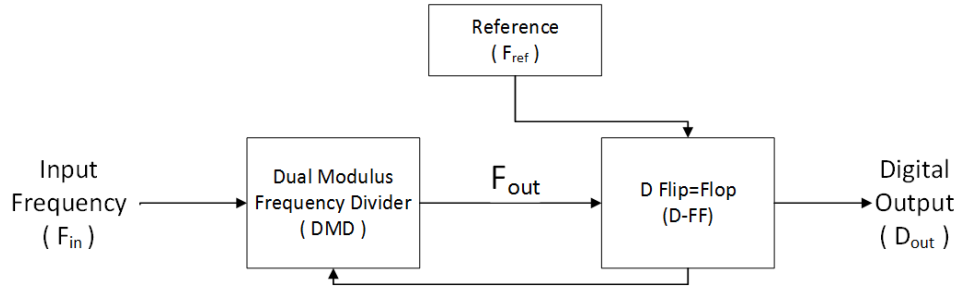 Reference
( Fref )
Input
Frequency
( Fin )
Dual Modulus
Frequency Divider
( DMD )
Fout
D Flip=Flop
(D-FF)
Digital
Output
( Dout )